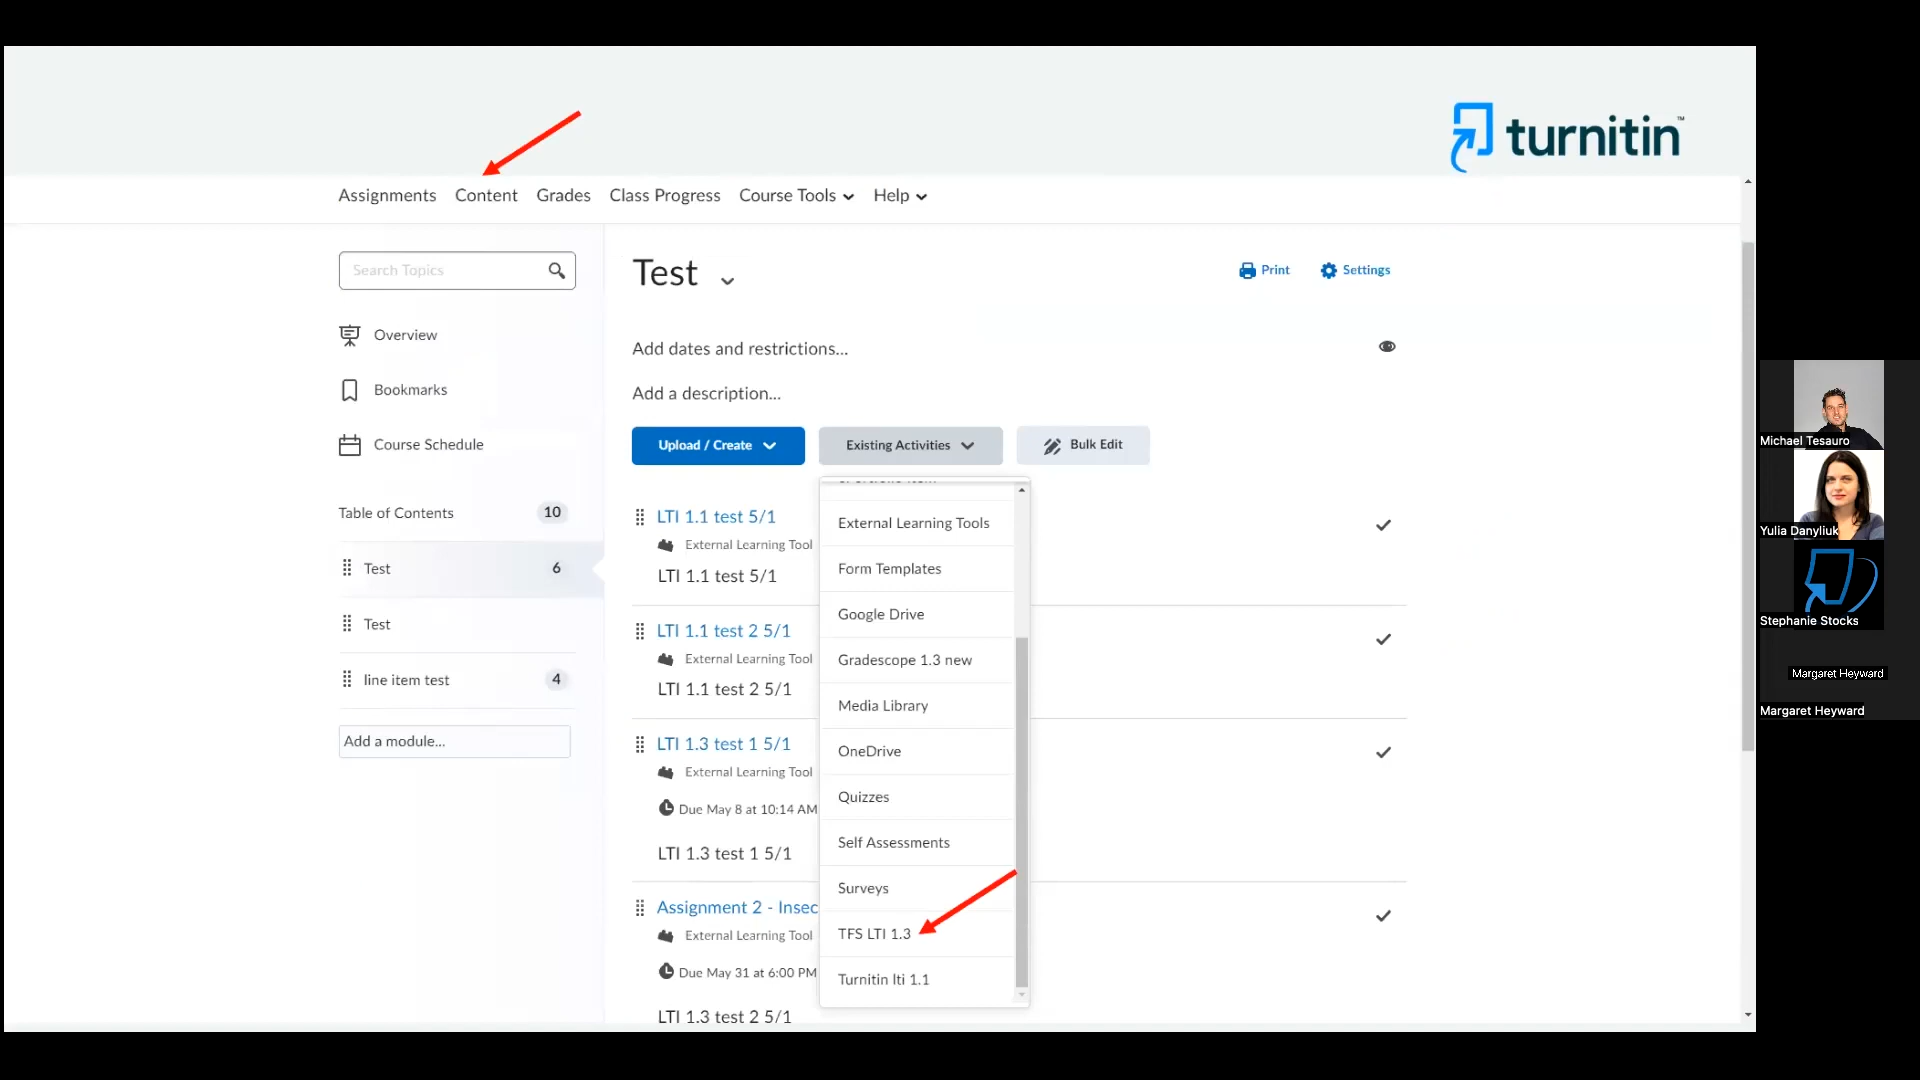 turnitin™
Assignments Content Grades Class Progress Course Tools Help
Search Topics
Overview
Bookmarks
Course Schedule
Table of Contents 10
Test 6
Test
line item test 4
Add a module...
Test
Print Settings
Add dates and restrictions...
Add a description...
Upload / Create Existing Activities Bulk Edit
LTI 1.1 test 5/1
External Learning Tool
LTI 1.1 test 5/1
LTI 1.1 test 2 5/1
External Learning Tool
LTI 1.1 test 2 5/1
LTI 1.3 test 1 5/1
External Learning Tool
Due May 8 at 10:14 AM
LTI 1.3 test 1 5/1
Assignment 2 - Insec
External Learning Tool
Due May 31 at 6:00 PM
LTI 1.3 test 2 5/1
External Learning Tools
Form Templates
Google Drive
Gradescope 1.3 new
Media Library
OneDrive
Quizzes
Self Assessments
Surveys
TFS LTI 1.3
Turnitin lti 1.1
Michael Tesauro
Yulia Danyliuk
Stephanie Stocks
Margaret Heyward
Margaret Heyward